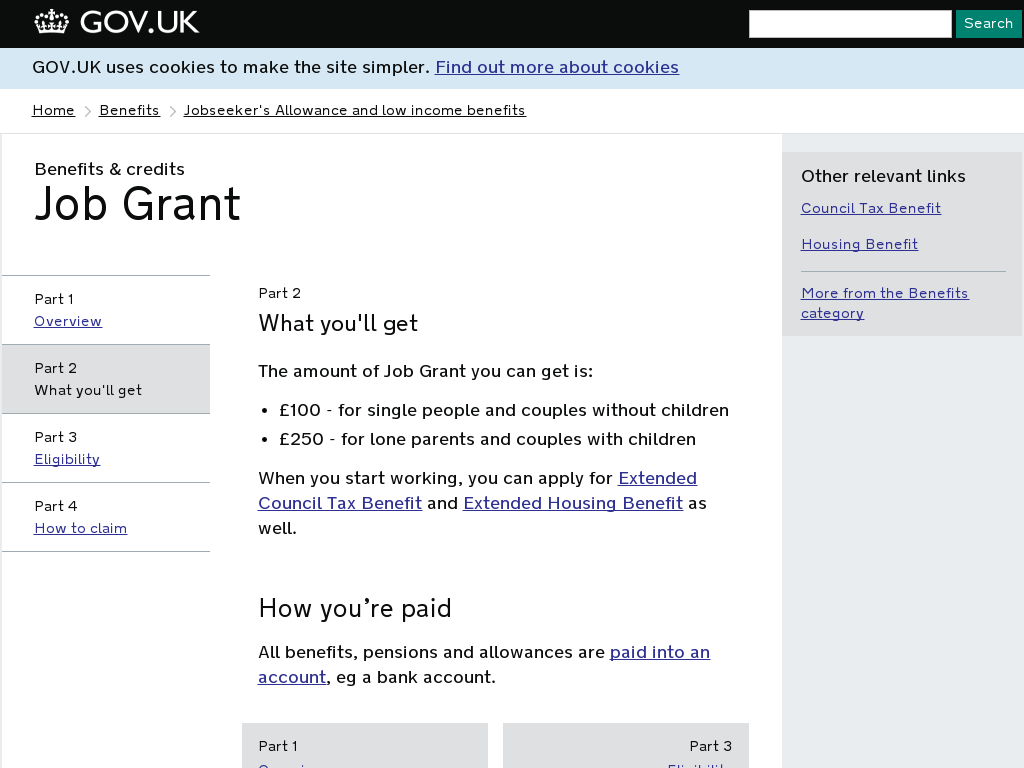 GOV.UK
Search
GOV.UK uses cookies to make the site simpler. Find out more about cookies
Home
Benefits
Jobseeker's Allowance and low income benefits
Benefits & credits
Job Grant
Part 1
Overview
Part 2
What you'll get
Part 3
Eligibility
Part 4
How to claim
Part 2
What you'll get
The amount of Job Grant you can get is:
• £100 - for single people and couples without children
• £250 - for lone parents and couples with children
When you start working, you can apply for Extended
Council Tax Benefit and Extended Housing Benefit as
well.
How you’re paid
All benefits, pensions and allowances are paid into an
account, eg a bank account.
Part 1
Overview
Part 3
Eligibility
Other relevant links
Council Tax Benefit
Housing Benefit
More from the Benefits
category